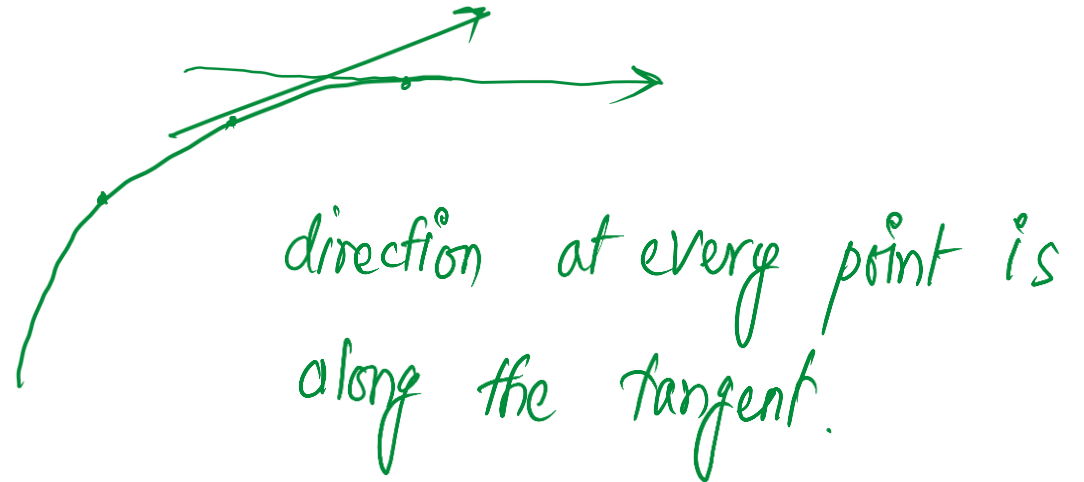 direction at every point is
along the tangent.